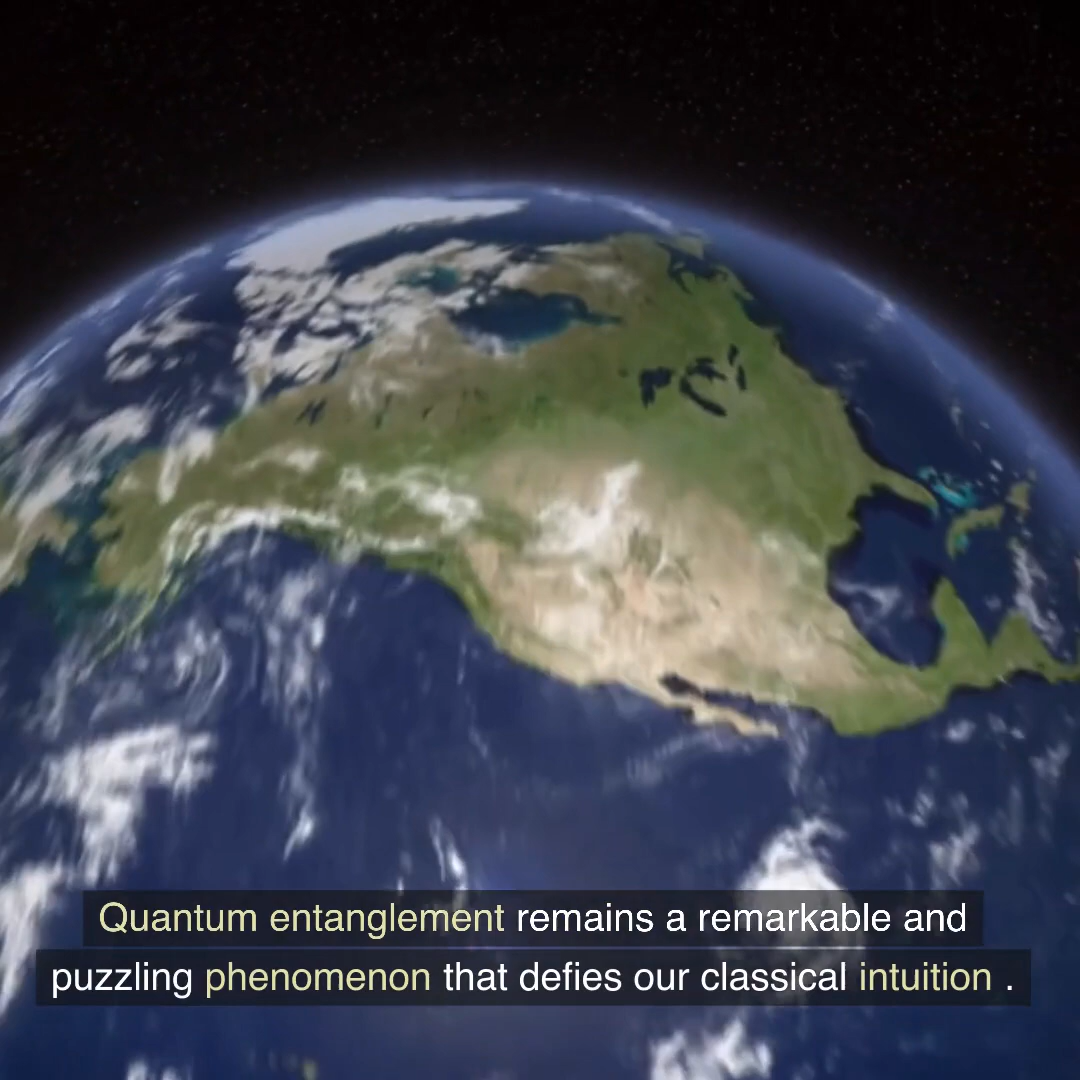 Quantum entanglement remains a remarkable and
puzzling phenomenon that defies our classical intuition .